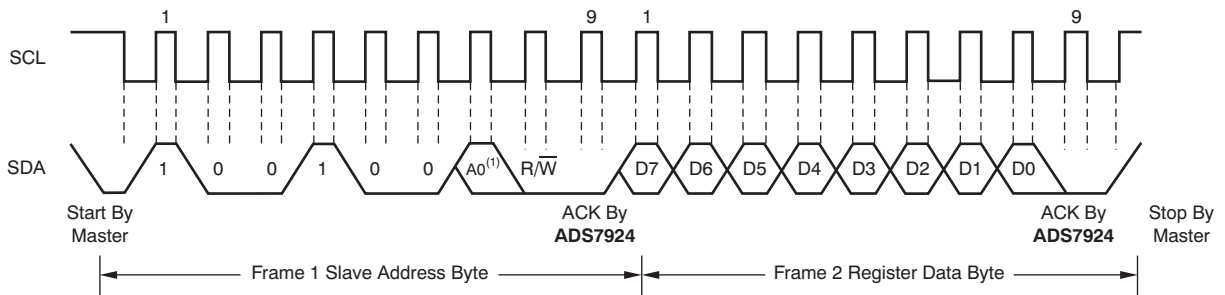 1 9 1 9
SCL
SDA 1 0 0 1 0 0 A0(1) R/W D7 D6 D5 D4 D3 D2 D1 D0
Start By
Master
ACK By
ADS7924
ACK By
ADS7924
Stop By
Master
Frame 1 Slave Address Byte
Frame 2 Register Data Byte